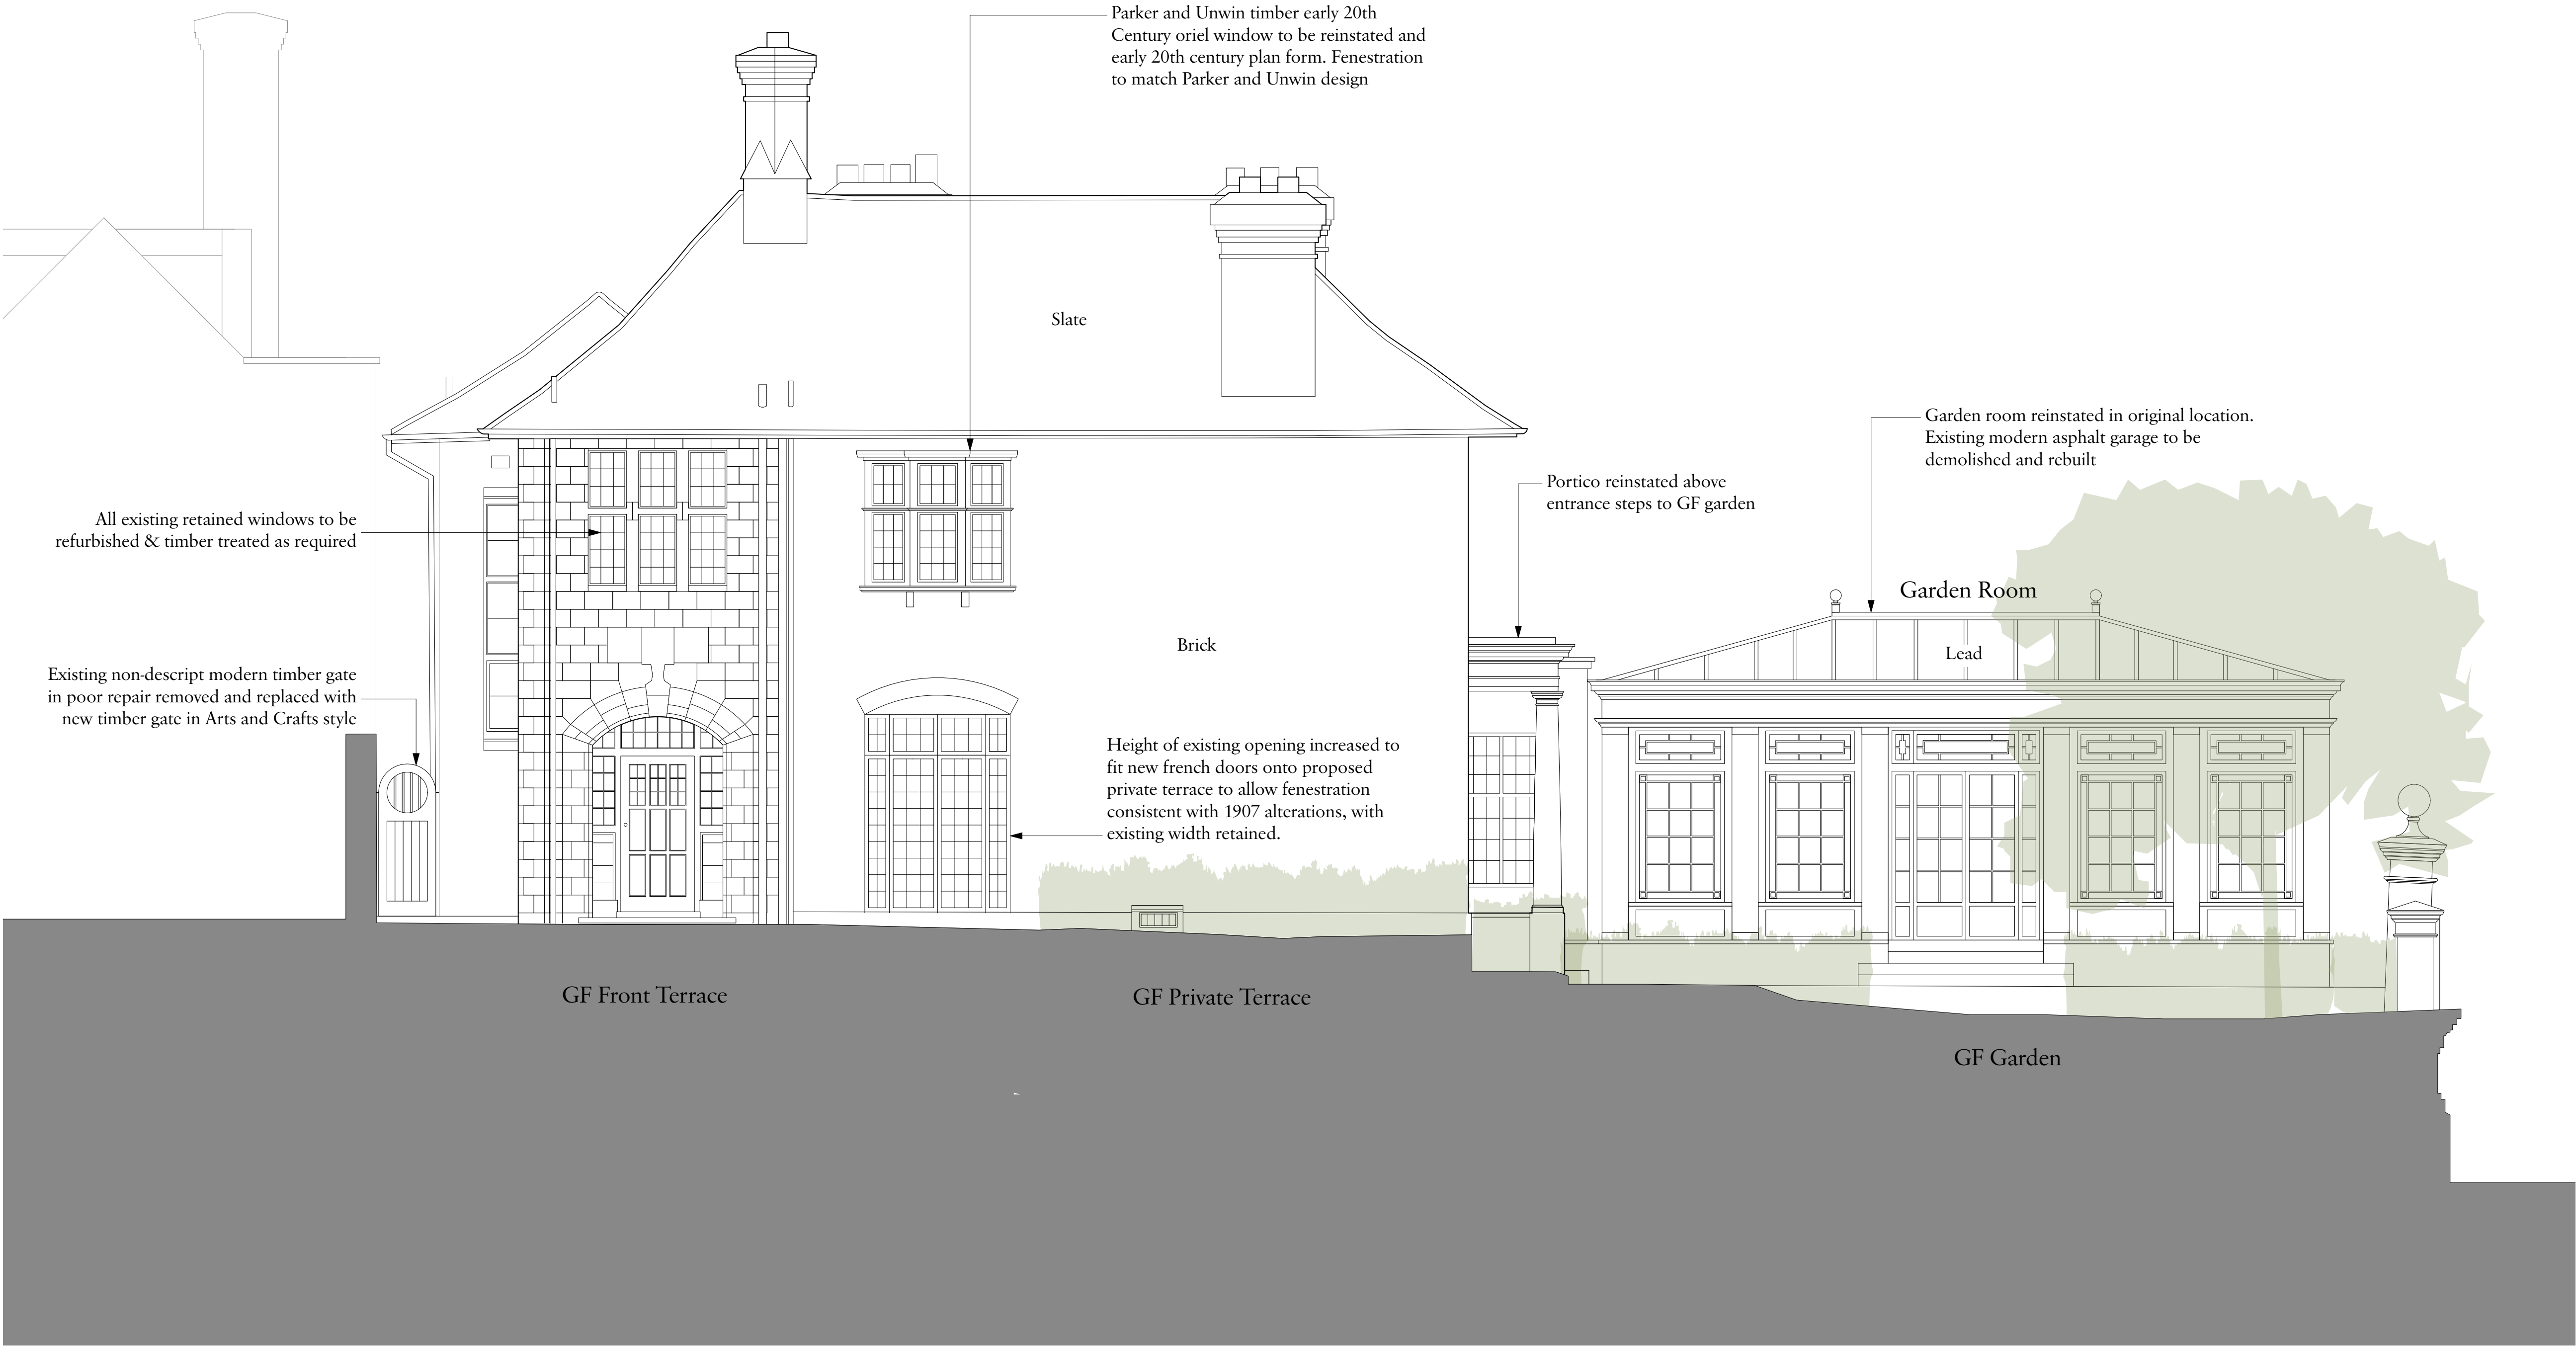 Parker and Unwin timber early 20th
Century oriel window to be reinstated and
early 20th century plan form. Fenestration
to match Parker and Unwin design
Slate
Garden room reinstated in original location.
Existing modern asphalt garage to be
demolished and rebuilt
Portico reinstated above
entrance steps to GF garden
All existing retained windows to be
refurbished & timber treated as required
Garden Room
Brick
Lead
Existing non-descript modern timber gate
in poor repair removed and replaced with
new timber gate in Arts and Crafts style
Height of existing opening increased to
fit new french doors onto proposed
private terrace to allow fenestration
consistent with 1907 alterations, with
existing width retained.
GF Front Terrace
GF Private Terrace
GF Garden